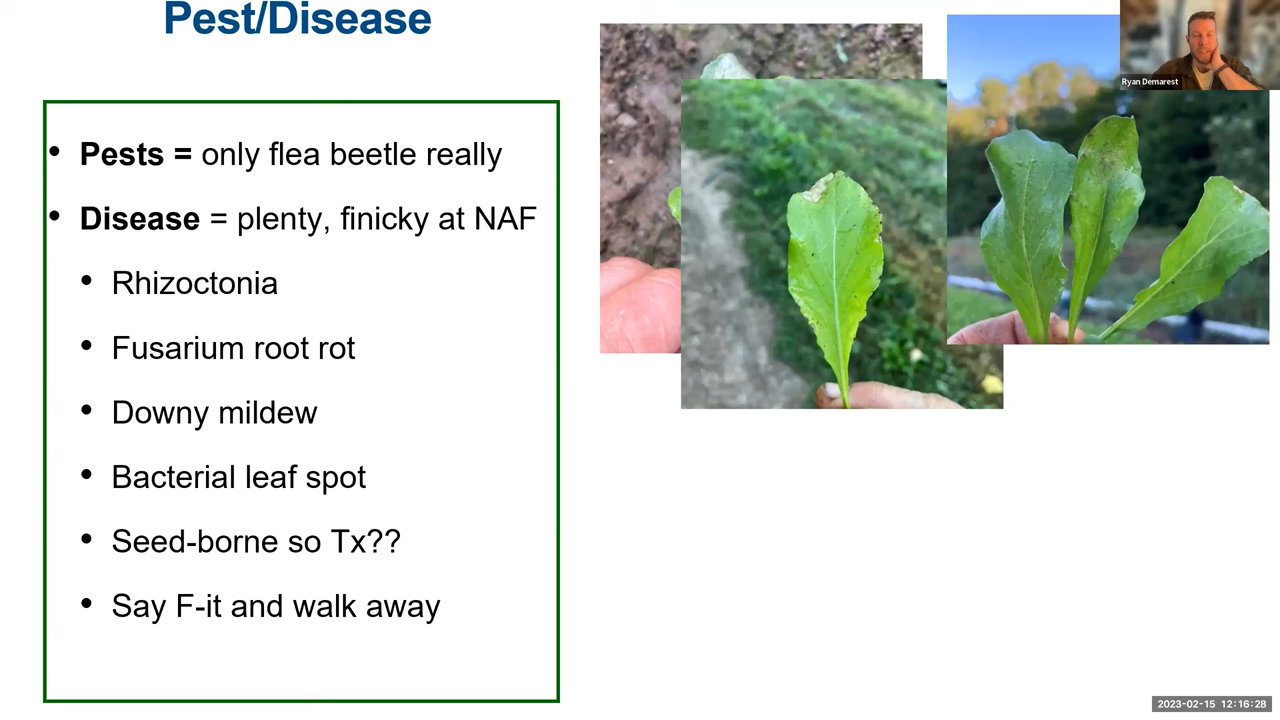 Pest/Disease
Ryan Demarest
• Pests = only flea beetle really
• Disease = plenty, finicky at NAF
• Rhizoctonia
• Fusarium root rot
• Downy mildew
• Bacterial leaf spot
• Seed-borne so Tx??
• Say F-it and walk away
2023-02-15 12:16:28